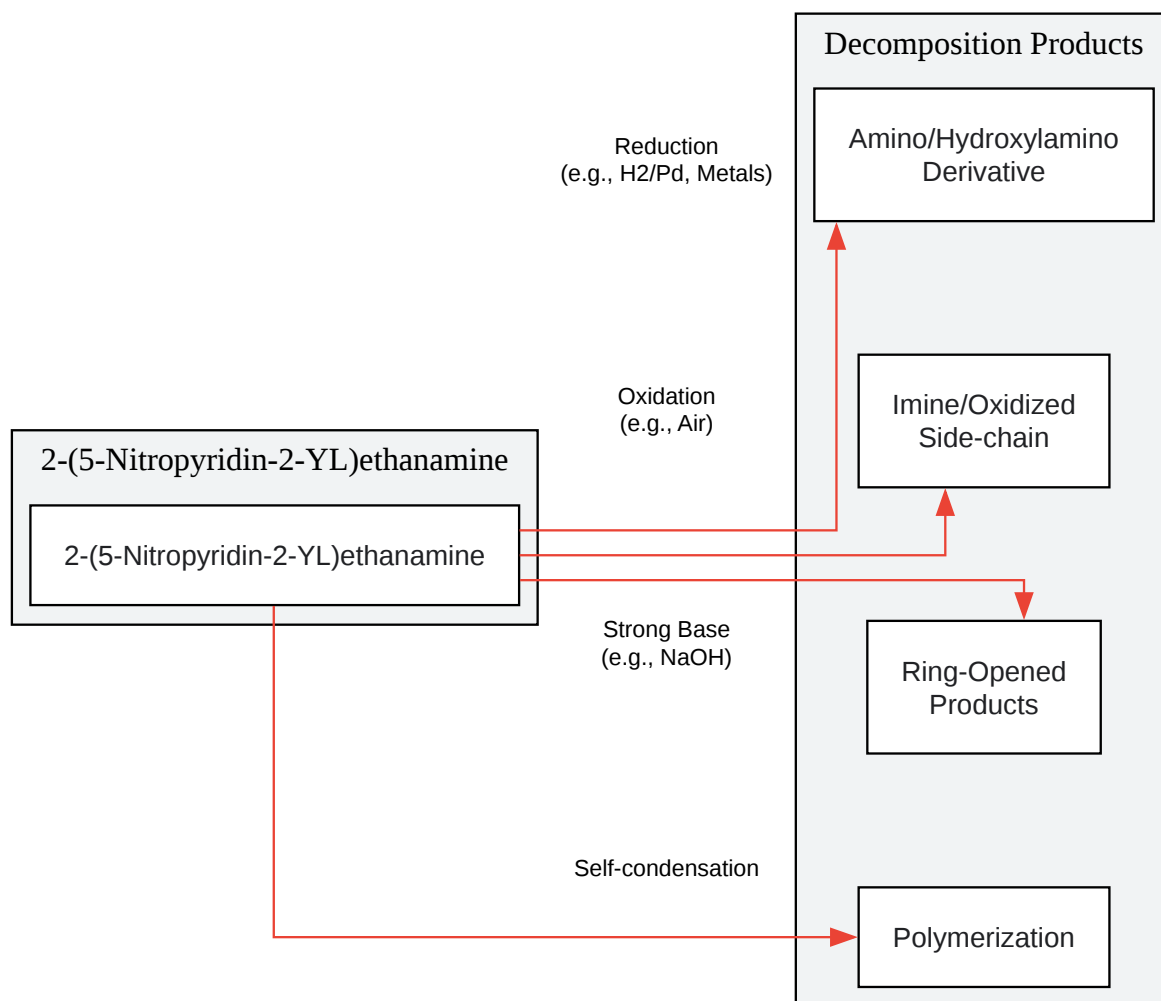 Decomposition Products
Reduction
(e.g., H2/Pd, Metals)
Amino/Hydroxylamino
Derivative
Oxidation
(e.g., Air)
Imine/Oxidized
Side-chain
2-(5-Nitropyridin-2-YL)ethanamine
2-(5-Nitropyridin-2-YL)ethanamine
Strong Base
(e.g., NaOH)
Ring-Opened
Products
Self-condensation
Polymerization